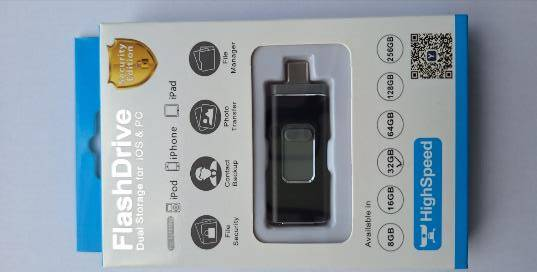 Security
Edition
FlashDrive
Dual Storage for iOS & PC
iPod
iPhone
iPad
File
Manager
Photo
Transfer
Contact
Backup
File
Security
Available in
8GB
16GB
32GB
64GB
128GB
256GB
HighSpeed